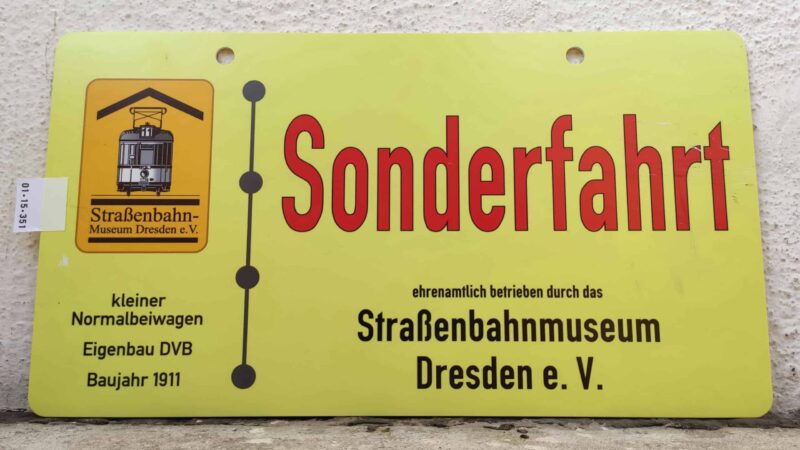 01-15-351
Straßenbahn-
Museum Dresden e.V.
kleiner
Normalbeiwagen
Eigenbau DVB
Baujahr 1911
Sonderfahrt
ehrenamtlich betrieben durch das
Straßenbahnmuseum
Dresden e. V.